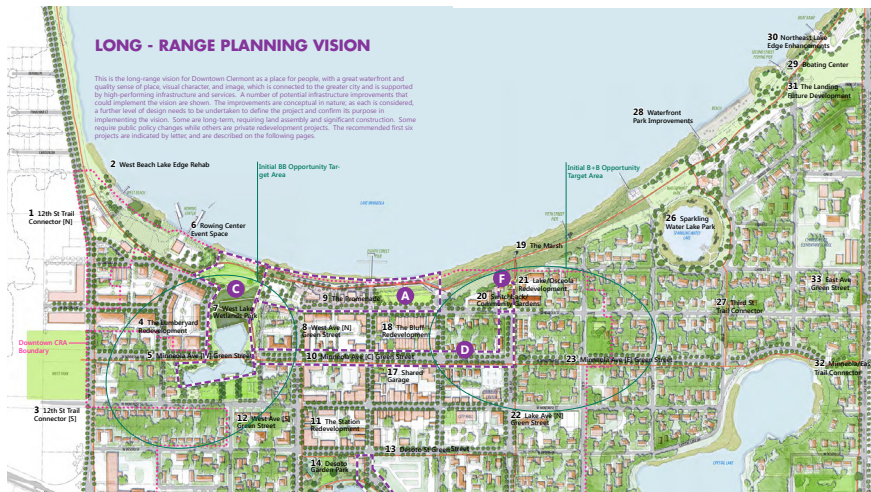 LONG - RANGE PLANNING VISION
This is the long-range vision for Downtown Clermont as a place for people, with a great waterfront and
quality sense of place, visual character, and image, which is connected to the greater city and is supported
by high-performing infrastructure and services. A number of potential infrastructure improvements that
could implement the vision are shown. The improvements are conceptual in nature; as each is considered,
a further level of design needs to be undertaken to define the project and confirm its purpose in
implementing the vision. Some are long-term, requiring land assembly and significant construction. Some
require public policy changes while others are private redevelopment projects. The recommended first six
projects are indicated by letter, and are described on the following pages.
30 Northeast Lake
Edge Enhancements
29 Boating Center
31 The Landing
Future Development
28 Waterfront
Park Improvements
2 West Beach Lake Edge Rehab
Initial BB Opportunity Tar-
get Area
Initial B+B Opportunity
Target Area
1 12th St Trail
Connector [N]
6 Rowing Center
Event Space
26 Sparkling
Water Lake Park
19 The Marsh
C
F
A
D
21 Lake/Osceola
Redevelopment
33 East Ave
Green Street
7 West Lake
Wetlands Park
9 The Promenade
20 
Community Gardens
27 Third St
Trail Connector
4 The Lumberyard
Redevelopment
8 West Ave [N]
Green Street
18 The Bluff
Redevelopment
Downtown CRA
Boundary
5 Minneola Ave [W] Green Street
10 Minneola Ave [C] Green Street
23 Minneola Ave [E] Green Street
32 Minneola/East
Trail Connector
17 Shared
Garage
3 12th St Trail
Connector [S]
12 West Ave [S]
Green Street
11 The Station
Redevelopment
22 Lake Ave [N]
Green Street
13 Desoto St Green Street
14 Desoto
Garden Park